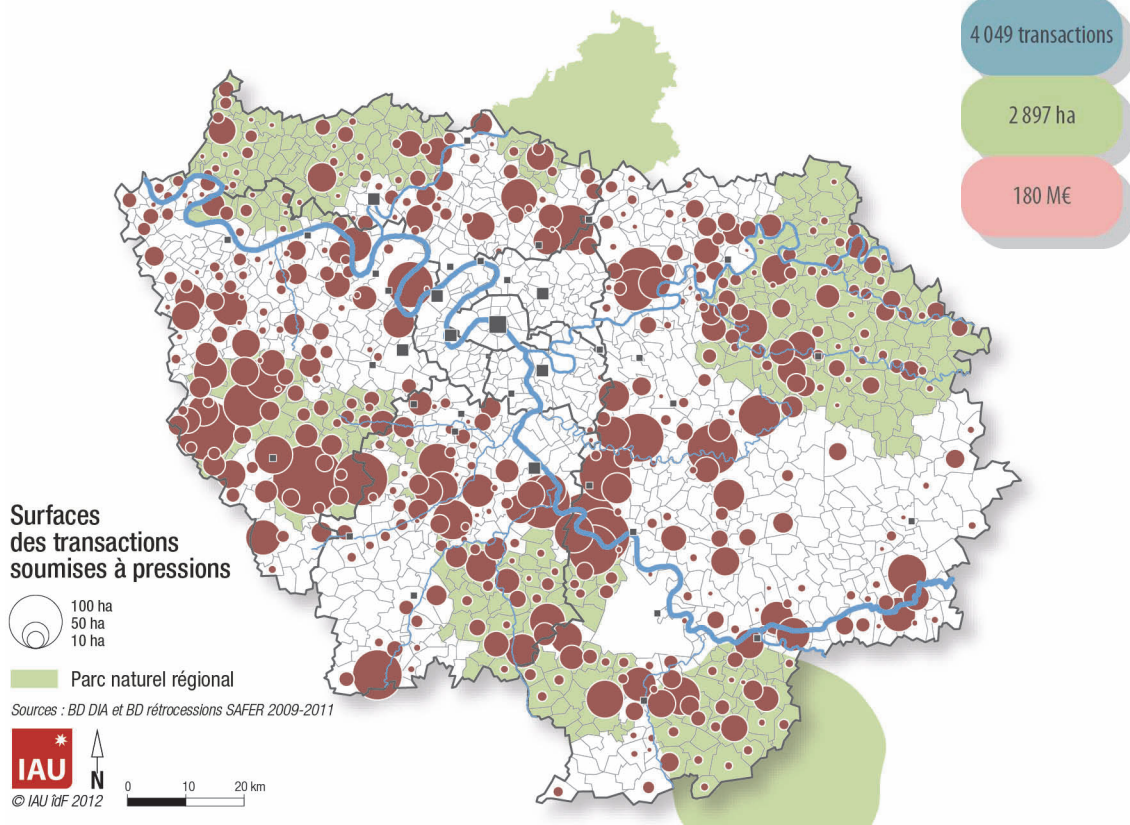 4 049 transactions
2 897 ha
180 M€
Surfaces
des transactions
soumises à pressions
100 ha
50 ha
10 ha
Parc naturel régional
Sources : BD DIA et BD rétrocessions SAFER 2009-2011
IAU
N
© IAU îdF 2012
0 10 20 km